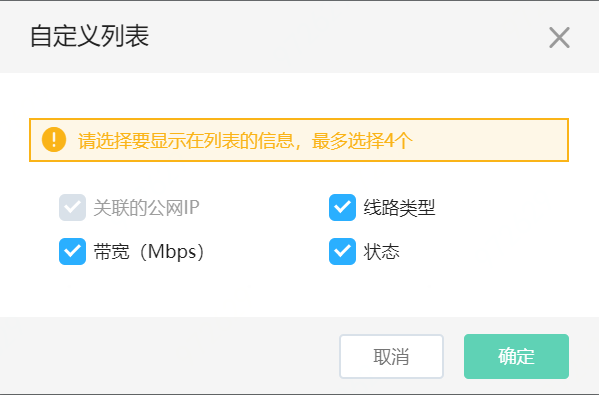 自定义列表
请选择要显示在列表的信息，最多选择4个
关联的公网IP
线路类型
带宽（Mbps）
状态
取消
确定